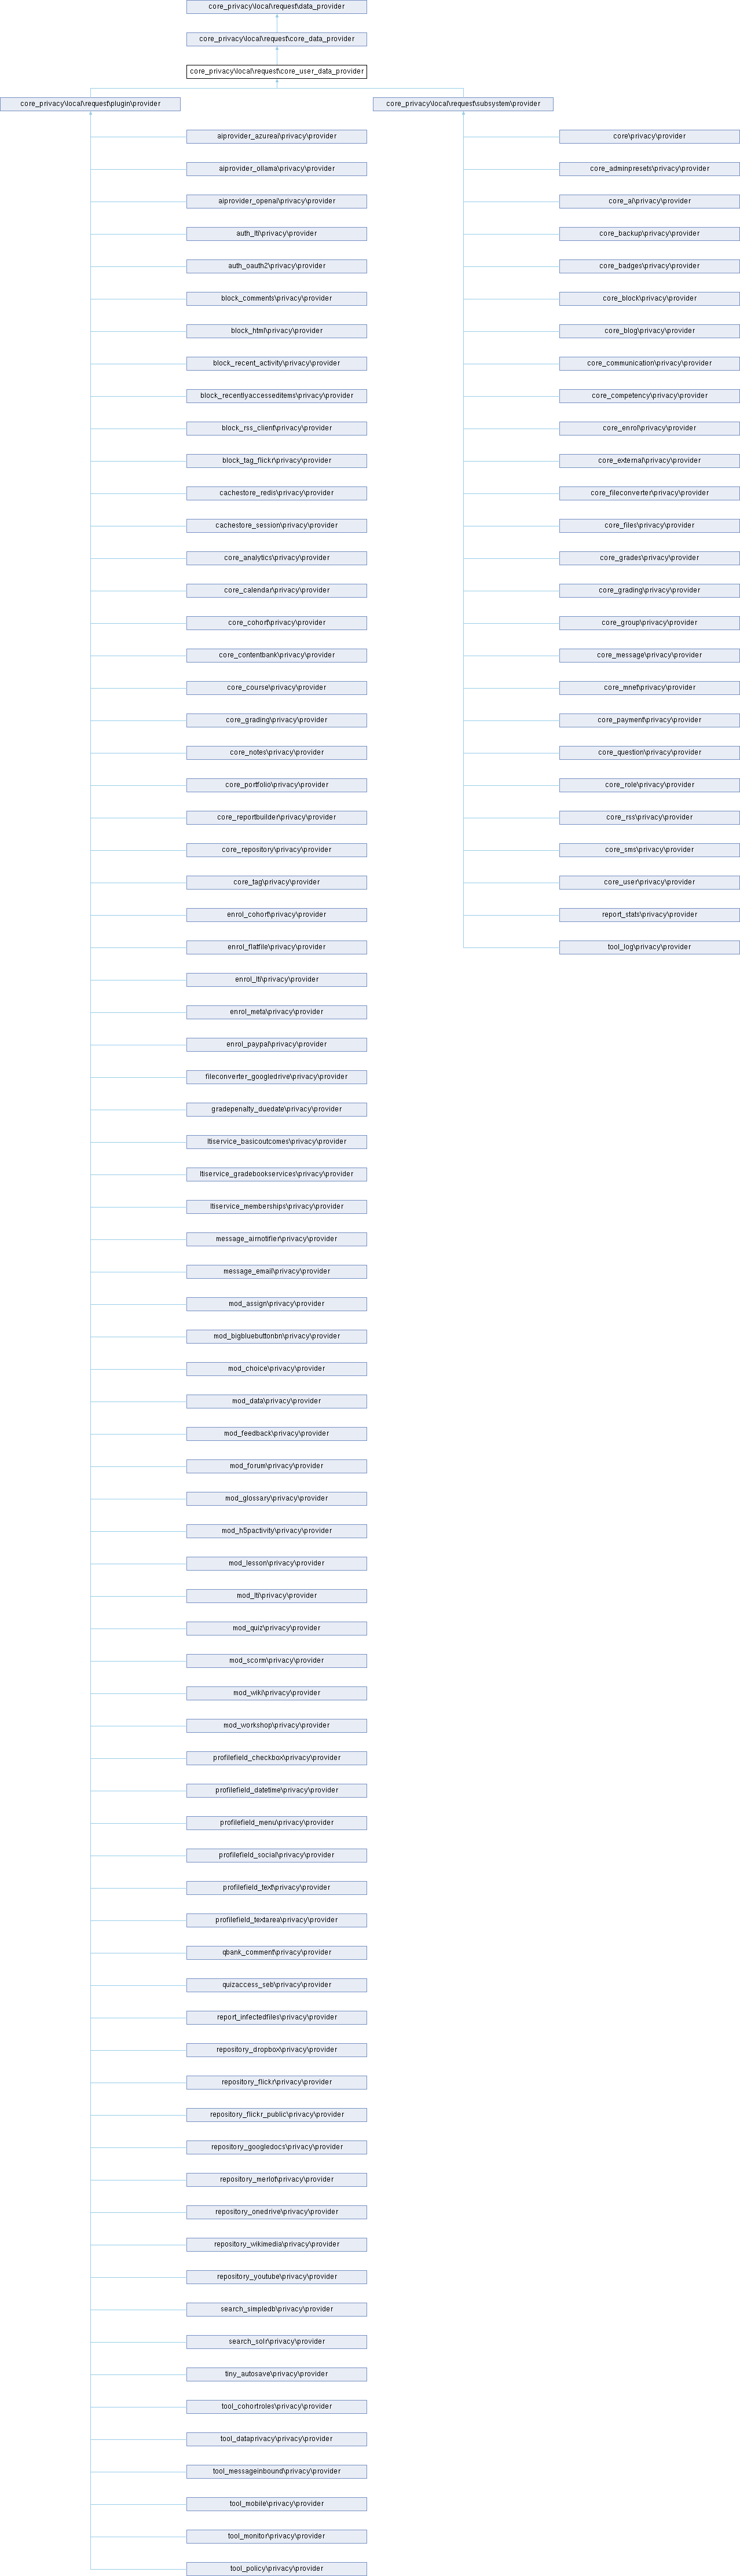 core_privacy\local\request\data_provider
core_privacy\local\request\core_data_provider
core_privacy\local\request\core_user_data_provider
core_privacy\local\request\plugin\provider
core_privacy\local\request\subsystem\provider
aiprovider_azureai\privacy\provider
core\privacy\provider
aiprovider_ollama\privacy\provider
core_adminpresets\privacy\provider
aiprovider_openai\privacy\provider
core_ai\privacy\provider
auth_lti\privacy\provider
core_backup\privacy\provider
auth_oauth2\privacy\provider
core_badges\privacy\provider
block_comments\privacy\provider
core_block\privacy\provider
block_html\privacy\provider
core_blog\privacy\provider
block_recent_activity\privacy\provider
core_communication\privacy\provider
block_recentlyaccesseditems\privacy\provider
core_competency\privacy\provider
block_rss_client\privacy\provider
core_enrol\privacy\provider
block_tag_flickr\privacy\provider
core_external\privacy\provider
cachestore_redis\privacy\provider
core_fileconverter\privacy\provider
cachestore_session\privacy\provider
core_files\privacy\provider
core_analytics\privacy\provider
core_grades\privacy\provider
core_calendar\privacy\provider
core_grading\privacy\provider
core_cohort\privacy\provider
core_group\privacy\provider
core_contentbank\privacy\provider
core_message\privacy\provider
core_course\privacy\provider
core_mnet\privacy\provider
core_grading\privacy\provider
core_payment\privacy\provider
core_notes\privacy\provider
core_question\privacy\provider
core_portfolio\privacy\provider
core_role\privacy\provider
core_reportbuilder\privacy\provider
core_rss\privacy\provider
core_repository\privacy\provider
core_sms\privacy\provider
core_tag\privacy\provider
core_user\privacy\provider
enrol_cohort\privacy\provider
report_stats\privacy\provider
enrol_flatfile\privacy\provider
tool_log\privacy\provider
enrol_lti\privacy\provider
enrol_meta\privacy\provider
enrol_paypal\privacy\provider
fileconverter_googledrive\privacy\provider
gradepenalty_duedate\privacy\provider
ltiservice_basicoutcomes\privacy\provider
ltiservice_gradebookservices\privacy\provider
ltiservice_memberships\privacy\provider
message_airnotifier\privacy\provider
message_email\privacy\provider
mod_assign\privacy\provider
mod_bigbluebuttonbn\privacy\provider
mod_choice\privacy\provider
mod_data\privacy\provider
mod_feedback\privacy\provider
mod_forum\privacy\provider
mod_glossary\privacy\provider
mod_h5pactivity\privacy\provider
mod_lesson\privacy\provider
mod_lti\privacy\provider
mod_quiz\privacy\provider
mod_scorm\privacy\provider
mod_wiki\privacy\provider
mod_workshop\privacy\provider
profilefield_checkbox\privacy\provider
profilefield_datetime\privacy\provider
profilefield_menu\privacy\provider
profilefield_social\privacy\provider
profilefield_text\privacy\provider
profilefield_textarea\privacy\provider
qbank_comment\privacy\provider
quizaccess_seb\privacy\provider
report_infectedfiles\privacy\provider
repository_dropbox\privacy\provider
repository_flickr\privacy\provider
repository_flickr_public\privacy\provider
repository_googledocs\privacy\provider
repository_merlot\privacy\provider
repository_onedrive\privacy\provider
repository_wikimedia\privacy\provider
repository_youtube\privacy\provider
search_simpledb\privacy\provider
search_solr\privacy\provider
tiny_autosave\privacy\provider
tool_cohortroles\privacy\provider
tool_dataprivacy\privacy\provider
tool_messageinbound\privacy\provider
tool_mobile\privacy\provider
tool_monitor\privacy\provider
tool_policy\privacy\provider